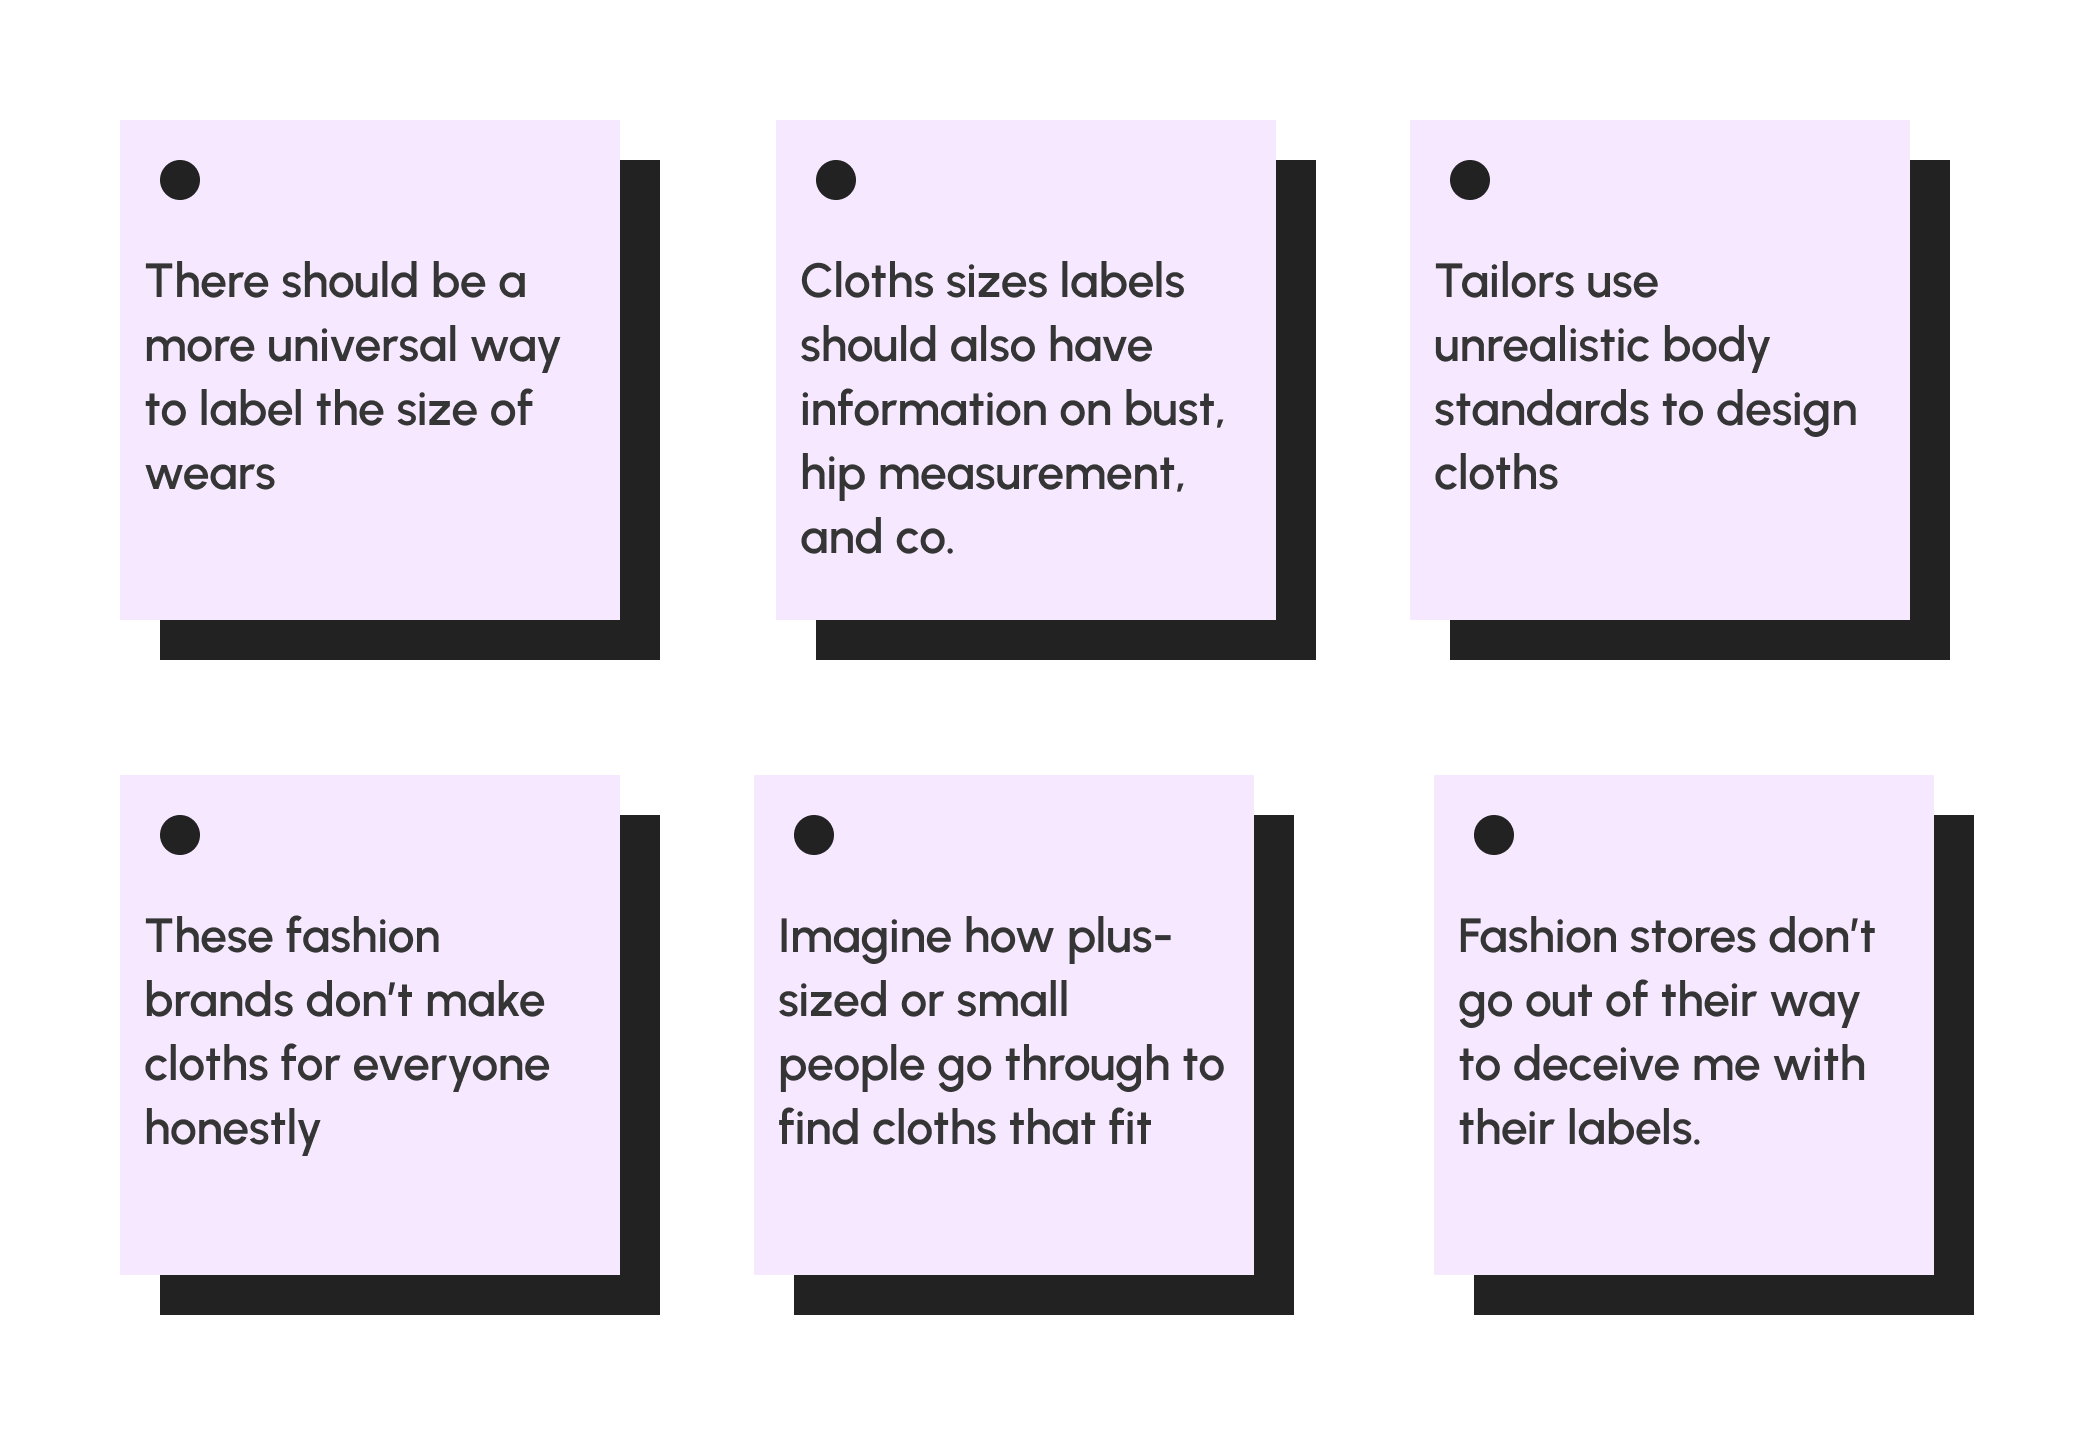 There should be a
more universal way
to label the size of
wears
Cloths sizes labels
should also have
information on bust,
hip measurement,
and co.
Tailors use
unrealistic body
standards to design
cloths
These fashion
brands don't make
cloths for everyone
honestly
Imagine how plus-
sized or small
people go through to
find cloths that fit
Fashion stores don't
go out of their way
to deceive me with
their labels.